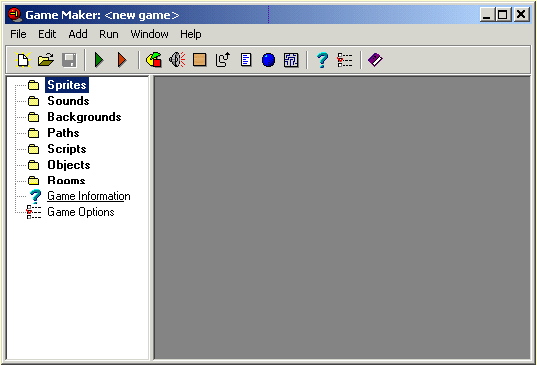 Game Maker: <new game>
File Edit Add Run Window Help
Sprites
Sounds
Backgrounds
Paths
Scripts
Objects
Rooms
Game Information
Game Options